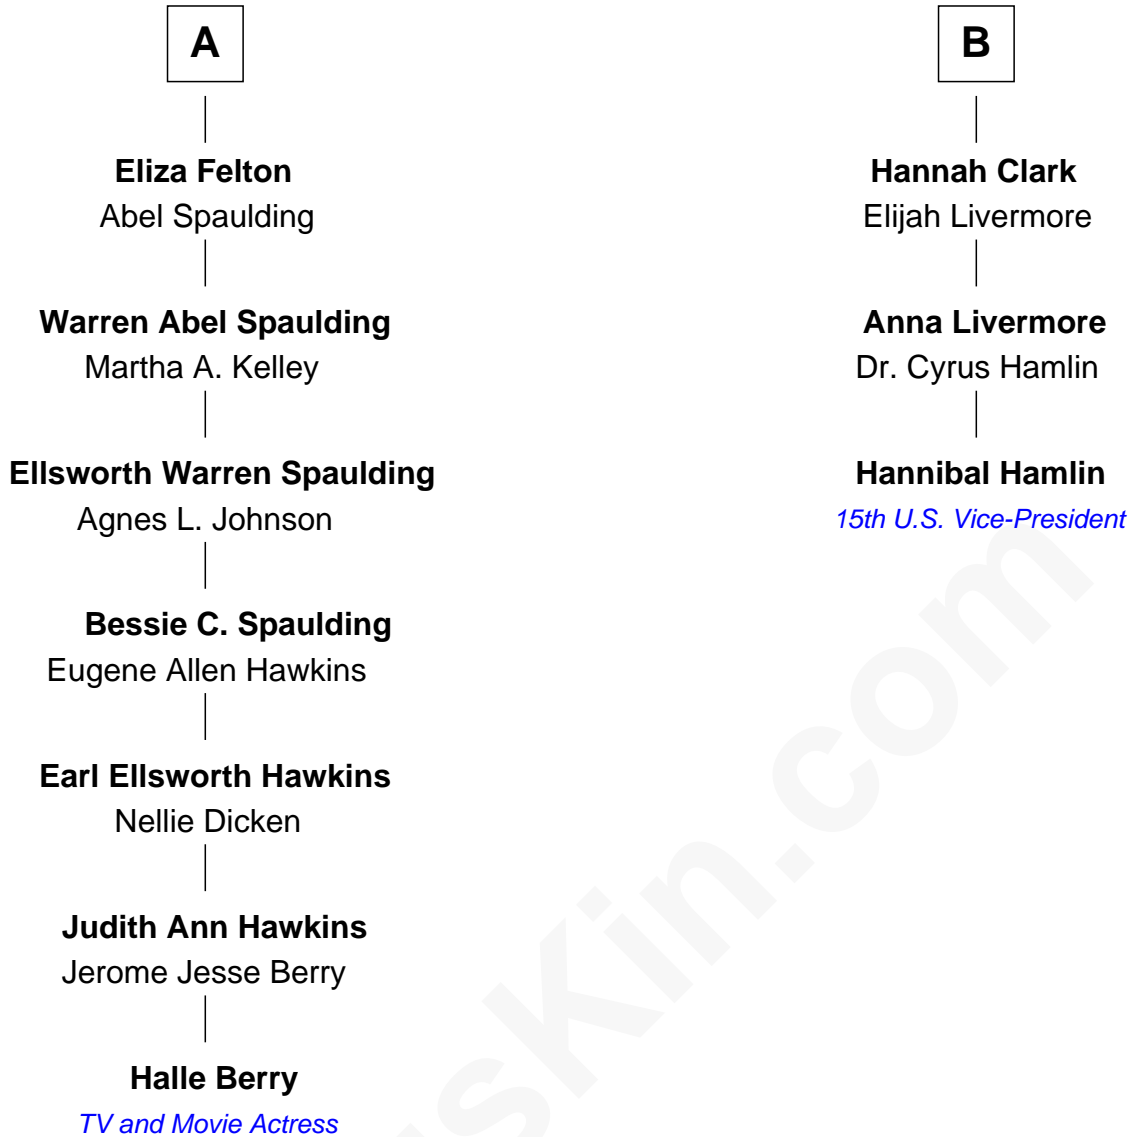 A
Eliza Felton
Abel Spaulding
Warren Abel Spaulding
Martha A. Kelley
Ellsworth Warren Spaulding
Agnes L. Johnson
Bessie C. Spaulding
Eugene Allen Hawkins
Earl Ellsworth Hawkins
Nellie Dicken
Judith Ann Hawkins
Jerome Jesse Berry
Halle Berry
TV and Movie Actress
B
Hannah Clark
Elijah Livermore
Anna Livermore
Dr. Cyrus Hamlin
Hannibal Hamlin
15th U.S. Vice-President